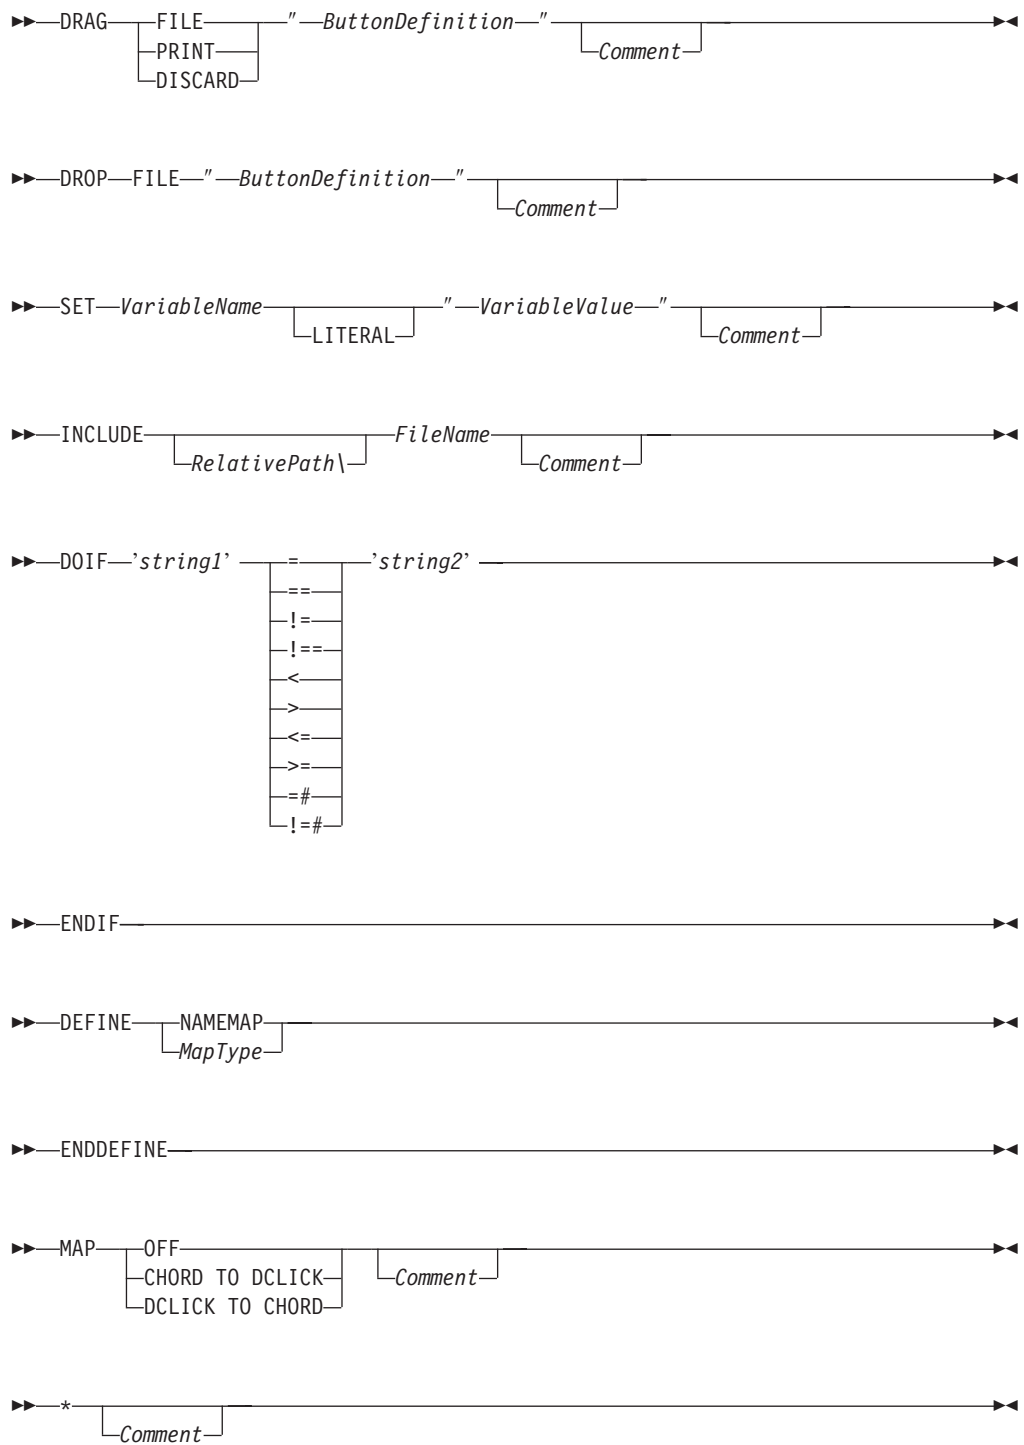 DRAG FILE " ButtonDefinition "
PRINT Comment
DISCARD
DROP FILE " ButtonDefinition "
Comment
SET VariableName " VariableValue "
LITERAL Comment
INCLUDE FileName
RelativePath\ Comment
DOIF 'string1' = 'string2'
==
!=
!==
<
>
<=
>=
=#
!=#
ENDIF
DEFINE NAMEMAP
MapType
ENDDEFINE
MAP OFF
CHORD TO DCLICK Comment
DCLICK TO CHORD
*
Comment